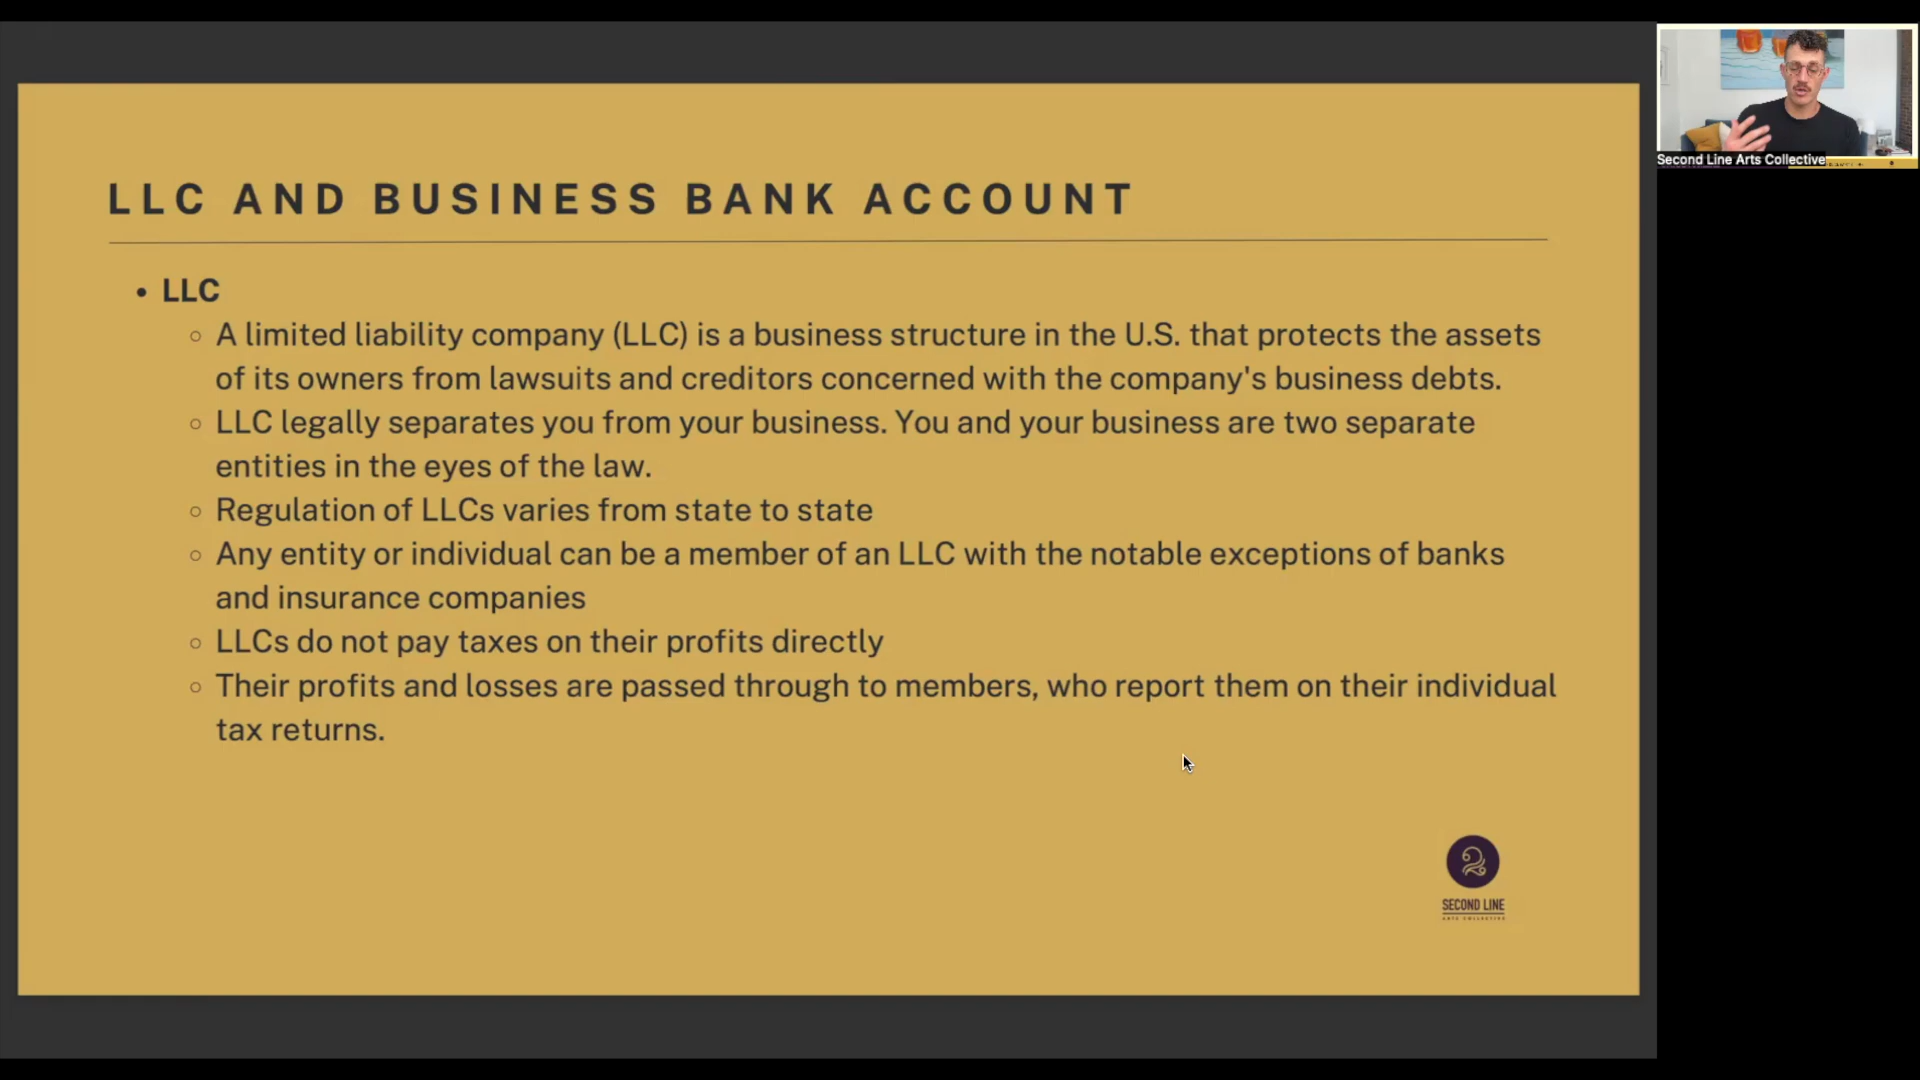 LLC AND BUSINESS BANK ACCOUNT
• LLC
○ A limited liability company (LLC) is a business structure in the U.S. that protects the assets
of its owners from lawsuits and creditors concerned with the company's business debts.
○ LLC legally separates you from your business. You and your business are two separate
entities in the eyes of the law.
○ Regulation of LLCs varies from state to state
○ Any entity or individual can be a member of an LLC with the notable exceptions of banks
and insurance companies
○ LLCs do not pay taxes on their profits directly
○ Their profits and losses are passed through to members, who report them on their individual
tax returns.
SECOND LINE
ARTS COLLECTIVE
Second Line Arts Collective